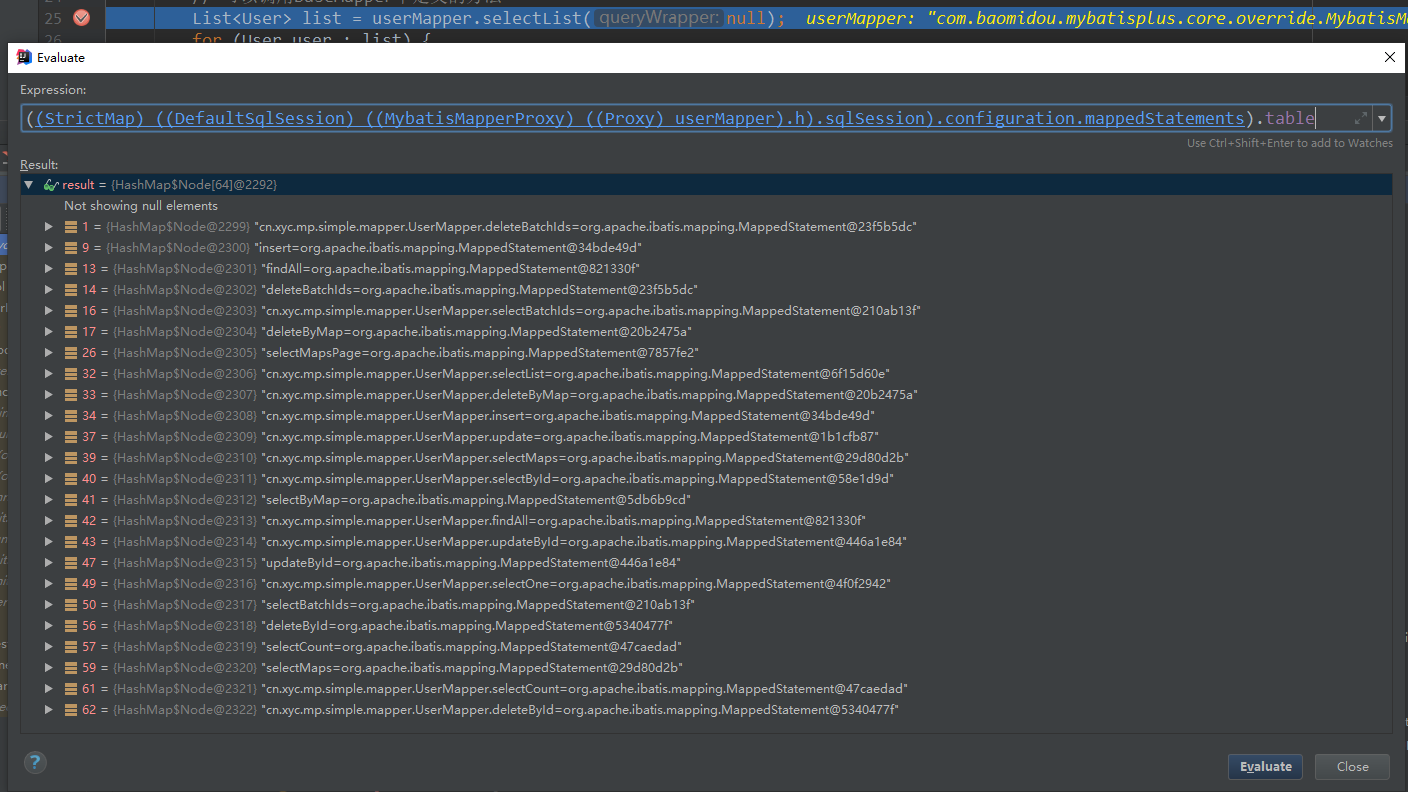 25 List<User> list = userMapper.selectList( queryWrapper: null); userMapper: "com.baomidou.mybatisplus.core.override.MybatisM
26 for (User user : list) {
Evaluate
Expression:
((StrictMap) ((DefaultSqlSession) ((MybatisMapperProxy) ((Proxy) userMapper).h).sqlSession).configuration.mappedStatements).table
Use Ctrl+Shift+Enter to add to Watches
Result:
result = {HashMap$Node[64]@2292}
Not showing null elements
1 = {HashMap$Node@2299} "cn.xyc.mp.simple.mapper.UserMapper.deleteBatchIds=org.apache.ibatis.mapping.MappedStatement@23f5b5dc"
9 = {HashMap$Node@2300} "insert=org.apache.ibatis.mapping.MappedStatement@34bde49d"
13 = {HashMap$Node@2301} "findAll=org.apache.ibatis.mapping.MappedStatement@821330f"
14 = {HashMap$Node@2302} "deleteBatchIds=org.apache.ibatis.mapping.MappedStatement@23f5b5dc"
16 = {HashMap$Node@2303} "cn.xyc.mp.simple.mapper.UserMapper.selectBatchIds=org.apache.ibatis.mapping.MappedStatement@210ab13f"
17 = {HashMap$Node@2304} "deleteByMap=org.apache.ibatis.mapping.MappedStatement@20b2475a"
26 = {HashMap$Node@2305} "selectMapsPage=org.apache.ibatis.mapping.MappedStatement@7857fe2"
32 = {HashMap$Node@2306} "cn.xyc.mp.simple.mapper.UserMapper.selectList=org.apache.ibatis.mapping.MappedStatement@6f15d60e"
33 = {HashMap$Node@2307} "cn.xyc.mp.simple.mapper.UserMapper.deleteByMap=org.apache.ibatis.mapping.MappedStatement@20b2475a"
34 = {HashMap$Node@2308} "cn.xyc.mp.simple.mapper.UserMapper.insert=org.apache.ibatis.mapping.MappedStatement@34bde49d"
37 = {HashMap$Node@2309} "cn.xyc.mp.simple.mapper.UserMapper.update=org.apache.ibatis.mapping.MappedStatement@1b1cfb87"
39 = {HashMap$Node@2310} "cn.xyc.mp.simple.mapper.UserMapper.selectMaps=org.apache.ibatis.mapping.MappedStatement@29d80d2b"
40 = {HashMap$Node@2311} "cn.xyc.mp.simple.mapper.UserMapper.selectById=org.apache.ibatis.mapping.MappedStatement@58e1d9d"
41 = {HashMap$Node@2312} "selectByMap=org.apache.ibatis.mapping.MappedStatement@5db6b9cd"
42 = {HashMap$Node@2313} "cn.xyc.mp.simple.mapper.UserMapper.findAll=org.apache.ibatis.mapping.MappedStatement@821330f"
43 = {HashMap$Node@2314} "cn.xyc.mp.simple.mapper.UserMapper.updateById=org.apache.ibatis.mapping.MappedStatement@446a1e84"
47 = {HashMap$Node@2315} "updateById=org.apache.ibatis.mapping.MappedStatement@446a1e84"
49 = {HashMap$Node@2316} "cn.xyc.mp.simple.mapper.UserMapper.selectOne=org.apache.ibatis.mapping.MappedStatement@4f0f2942"
50 = {HashMap$Node@2317} "selectBatchIds=org.apache.ibatis.mapping.MappedStatement@210ab13f"
56 = {HashMap$Node@2318} "deleteById=org.apache.ibatis.mapping.MappedStatement@5340477f"
57 = {HashMap$Node@2319} "selectCount=org.apache.ibatis.mapping.MappedStatement@47caedad"
59 = {HashMap$Node@2320} "selectMaps=org.apache.ibatis.mapping.MappedStatement@29d80d2b"
61 = {HashMap$Node@2321} "cn.xyc.mp.simple.mapper.UserMapper.selectCount=org.apache.ibatis.mapping.MappedStatement@47caedad"
62 = {HashMap$Node@2322} "cn.xyc.mp.simple.mapper.UserMapper.deleteById=org.apache.ibatis.mapping.MappedStatement@5340477f"
?
Evaluate
Close